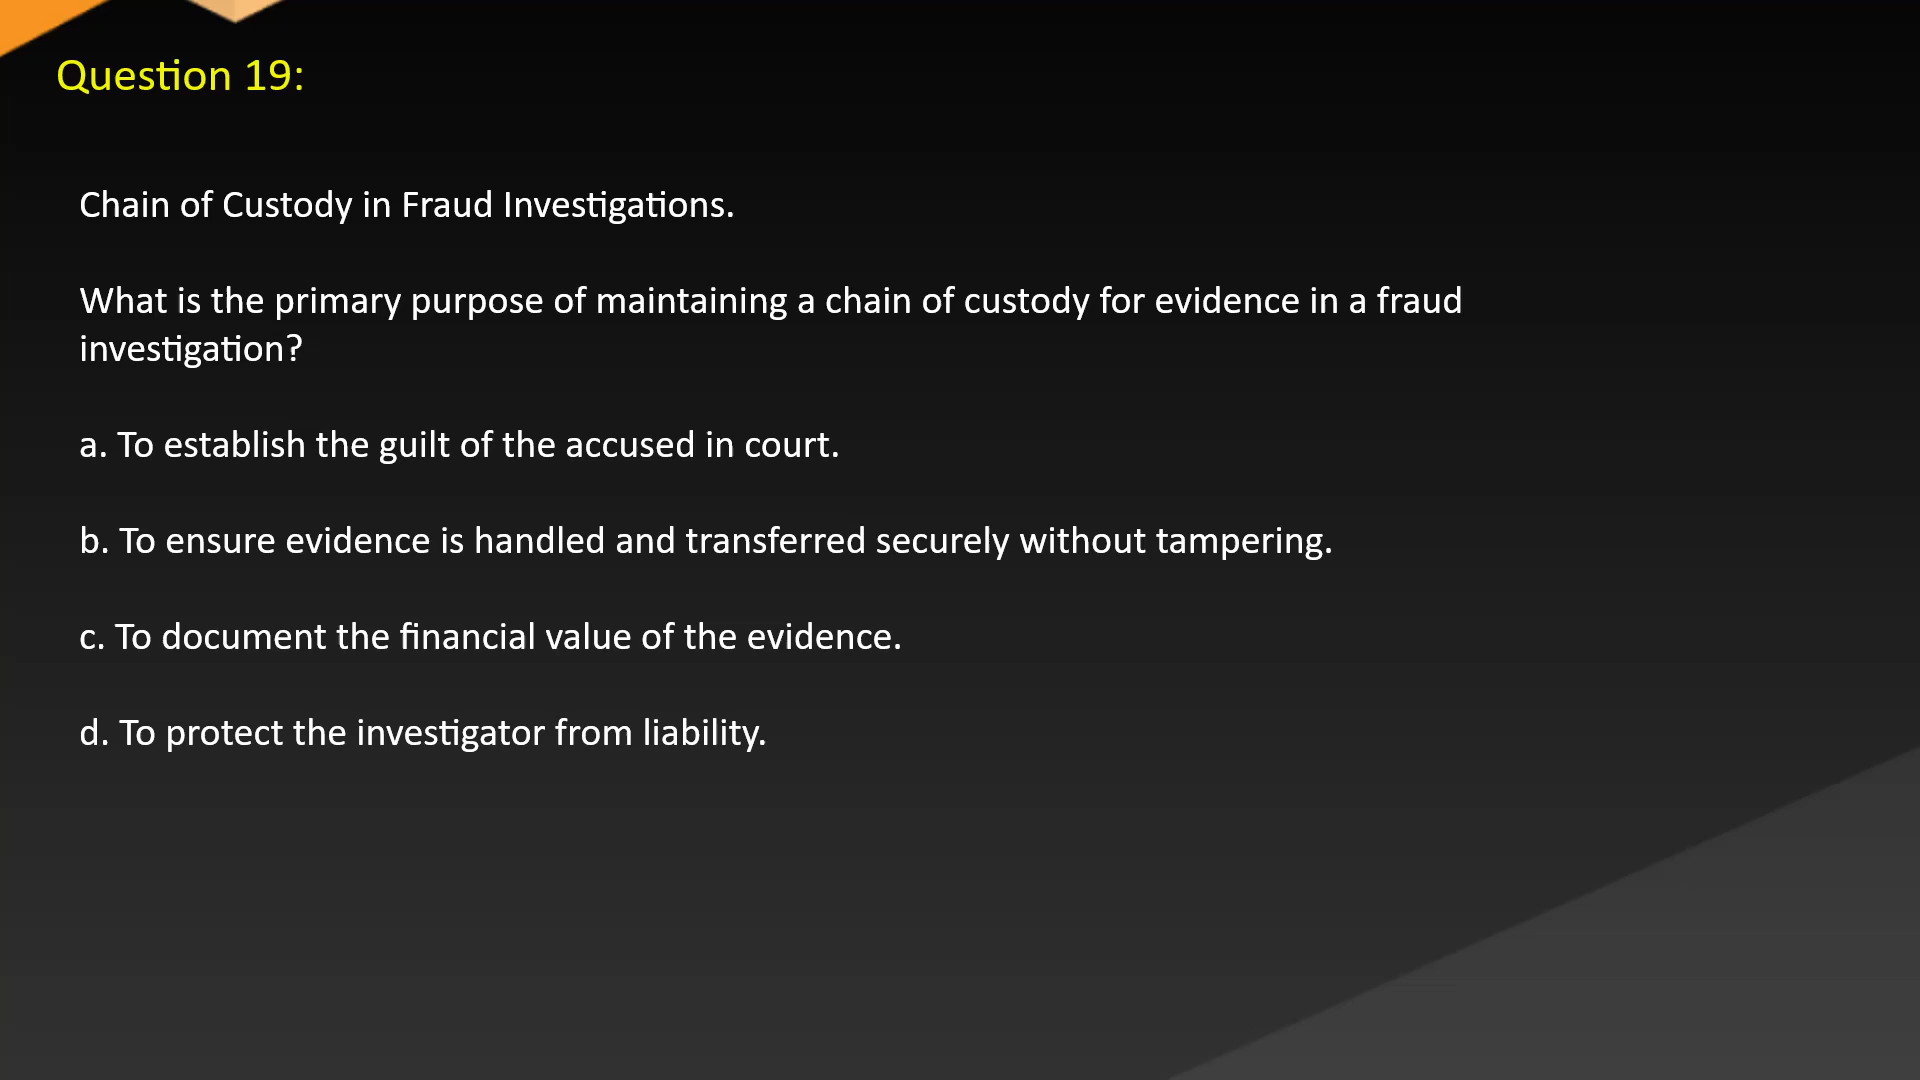 Question 19:
Chain of Custody in Fraud Investigations.
What is the primary purpose of maintaining a chain of custody for evidence in a fraud
investigation?
a. To establish the guilt of the accused in court.
b. To ensure evidence is handled and transferred securely without tampering.
c. To document the financial value of the evidence.
d. To protect the investigator from liability.